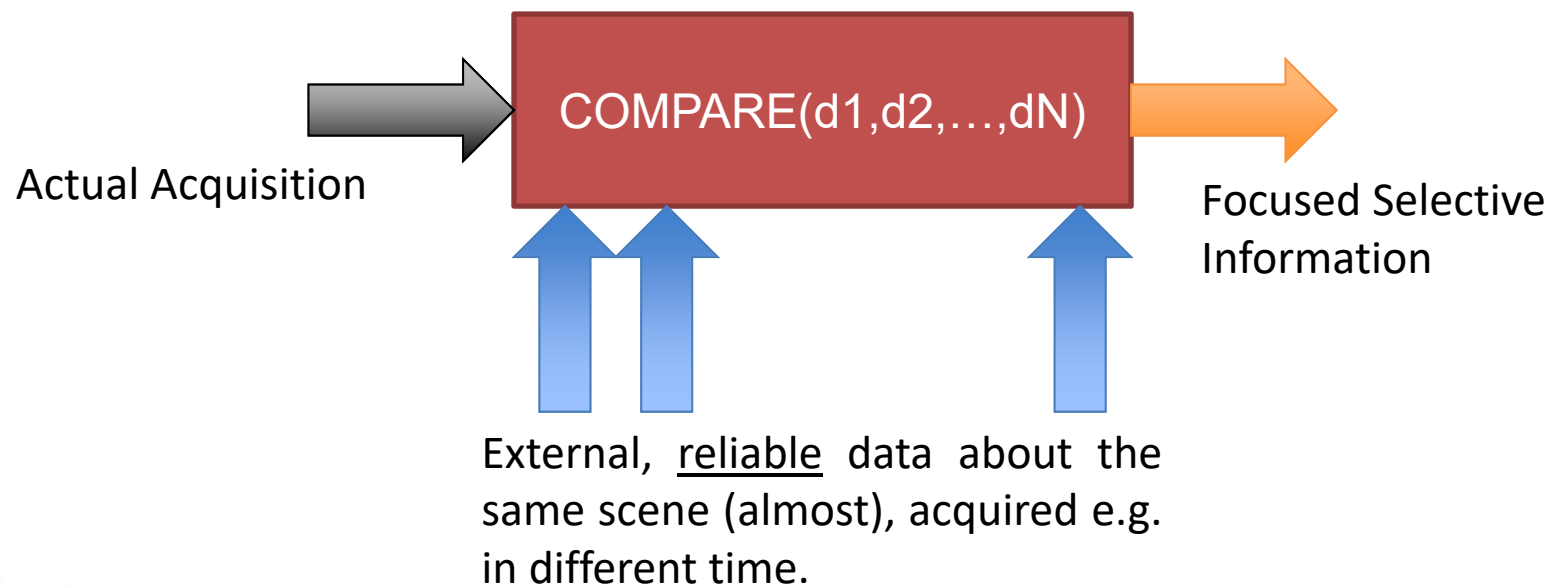 COMPARE(d1,d2,…,dN)
Actual Acquisition
Focused Selective
Information
External, reliable data about the
same scene (almost), acquired e.g.
in different time.